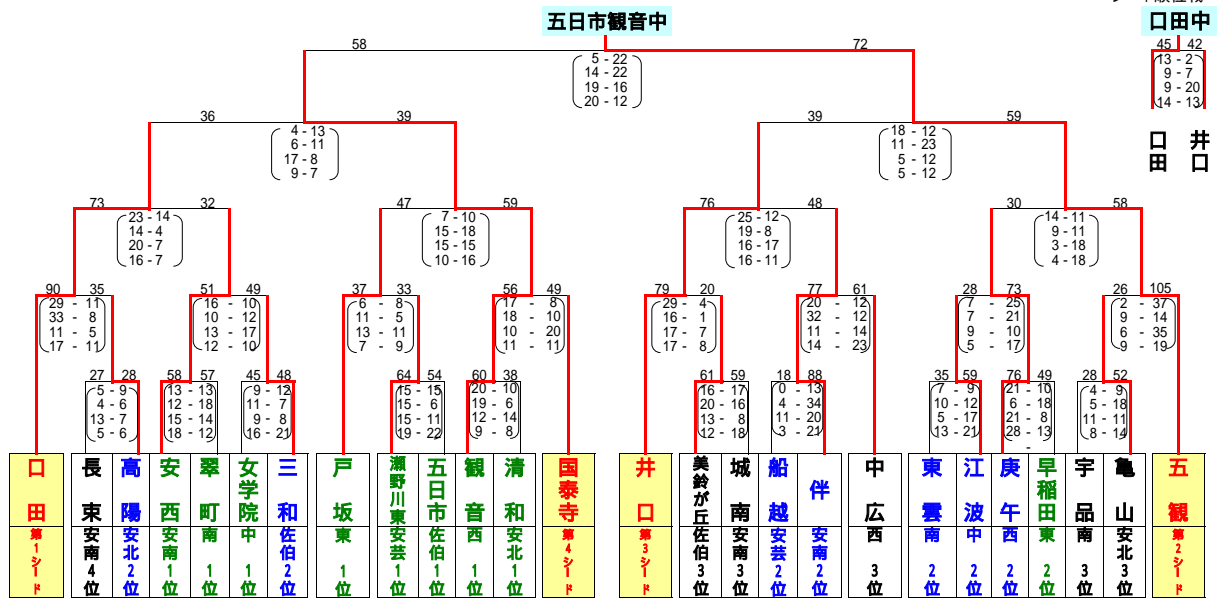 五日市観音中
口田中
58 72
5 - 22
14 - 22
19 - 16
20 - 12
45 42
13 - 2
9 - 7
9 - 20
14 - 13
口田 井口
36 39
4 - 13
6 - 11
17 - 8
9 - 7
39 59
18 - 12
11 - 23
5 - 12
5 - 12
73 32
23 - 14
14 - 4
20 - 7
16 - 7
47 59
7 - 10
15 - 18
15 - 15
10 - 16
76 48
25 - 12
19 - 8
16 - 17
16 - 11
30 58
14 - 11
9 - 11
3 - 18
4 - 18
90 35
29 - 11
33 - 8
11 - 5
17 - 11
51 49
16 - 10
10 - 12
13 - 17
12 - 10
37 33
6 - 8
11 - 5
13 - 11
7 - 9
56 49
17 - 8
18 - 10
10 - 20
11 - 11
79 20
29 - 4
16 - 1
17 - 7
17 - 8
77 61
20 - 12
32 - 12
11 - 14
14 - 23
28 73
7 - 25
7 - 21
9 - 10
5 - 17
26 105
2 - 37
9 - 14
6 - 35
9 - 19
27 28
5 - 9
4 - 6
13 - 7
5 - 6
58 57
13 - 13
12 - 18
15 - 14
18 - 12
45 48
9 - 12
11 - 7
9 - 8
16 - 21
64 54
15 - 15
15 - 6
15 - 11
19 - 22
60 38
20 - 10
19 - 6
12 - 14
9 - 8
61 59
16 - 17
20 - 16
13 - 8
12 - 18
18 88
0 - 13
4 - 34
11 - 20
3 - 21
35 59
7 - 9
10 - 12
5 - 17
13 - 21
76 49
21 - 10
6 - 18
21 - 8
28 - 13
-
28 52
4 - 9
5 - 18
11 - 11
8 - 14
口田
第1シード
長束
安南4位
高陽
安北2位
安西
安南1位
翠町
南 1位
女学院
中 1位
三和
佐伯2位
戸坂
東 1位
瀬野川東
安芸1位
五日市
佐伯1位
観音
西 1位
清和
安北1位
国泰寺
第4シード
井口
第3シード
美鈴が丘
佐伯3位
城南
安南3位
船越
安芸2位
伴
安南2位
中広
西 3位
東雲
南 2位
江波
中 2位
庚午
西 2位
早稲田
東 2位
宇品
南 3位
亀山
安北3位
五観
第2シード